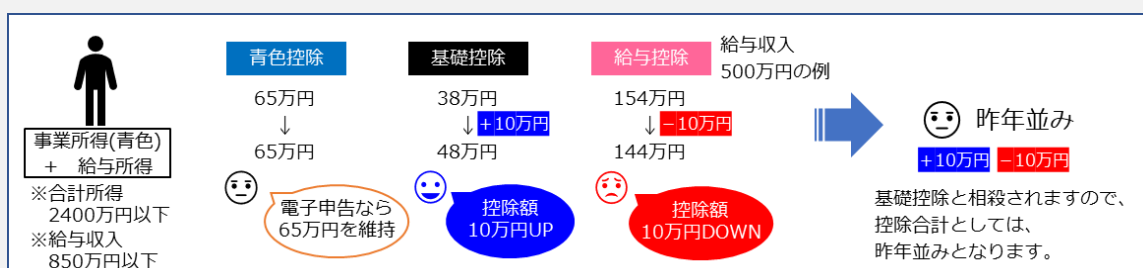 事業所得(青色)
+ 給与所得
※合計所得
2400万円以下
※給与収入
850万円以下
青色控除
65万円
↓
65万円
電子申告なら
65万円を維持
基礎控除
38万円
↓+10万円
48万円
控除額
10万円UP
給与控除
給与収入
500万円の例
154万円
↓−10万円
144万円
控除額
10万円DOWN
昨年並み
+10万円 −10万円
基礎控除と相殺されますので、
控除合計としては、
昨年並みとなります。